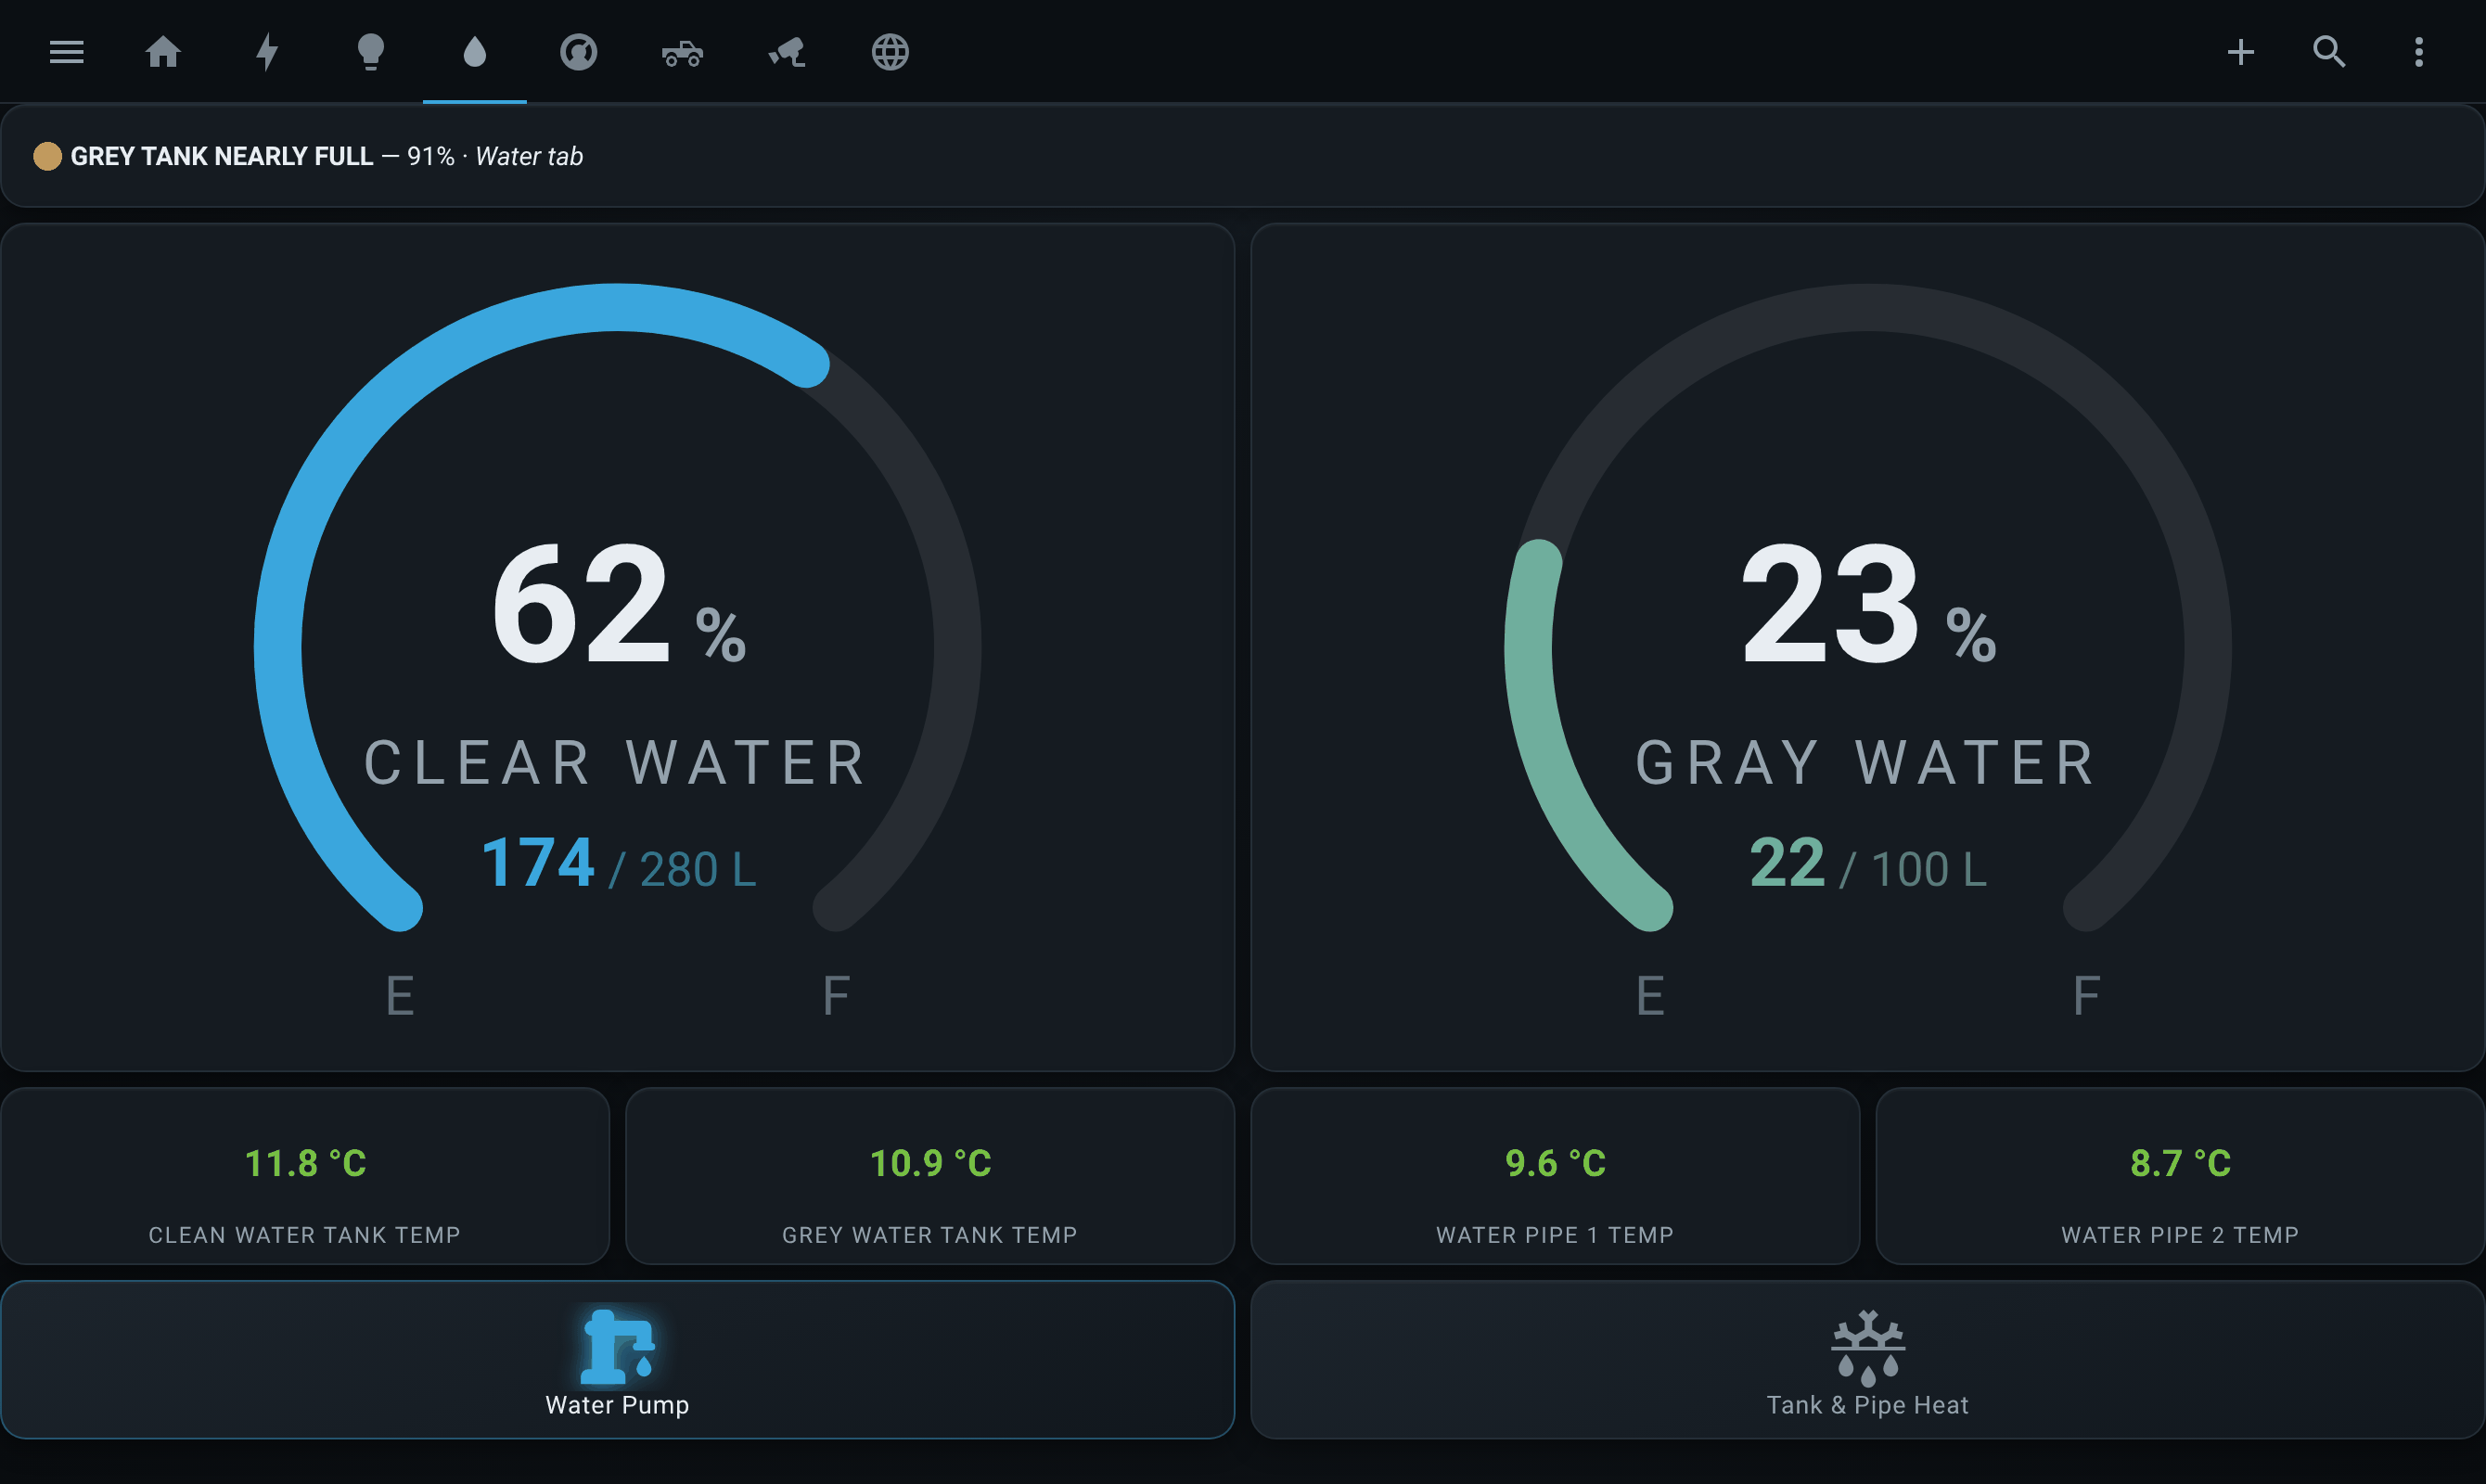 GREY TANK NEARLY FULL — 91% · Water tab
62 %
CLEAR WATER
174 / 280 L
E F
23 %
GRAY WATER
22 / 100 L
E F
11.8 °C
CLEAN WATER TANK TEMP
10.9 °C
GREY WATER TANK TEMP
9.6 °C
WATER PIPE 1 TEMP
8.7 °C
WATER PIPE 2 TEMP
Water Pump
Tank & Pipe Heat